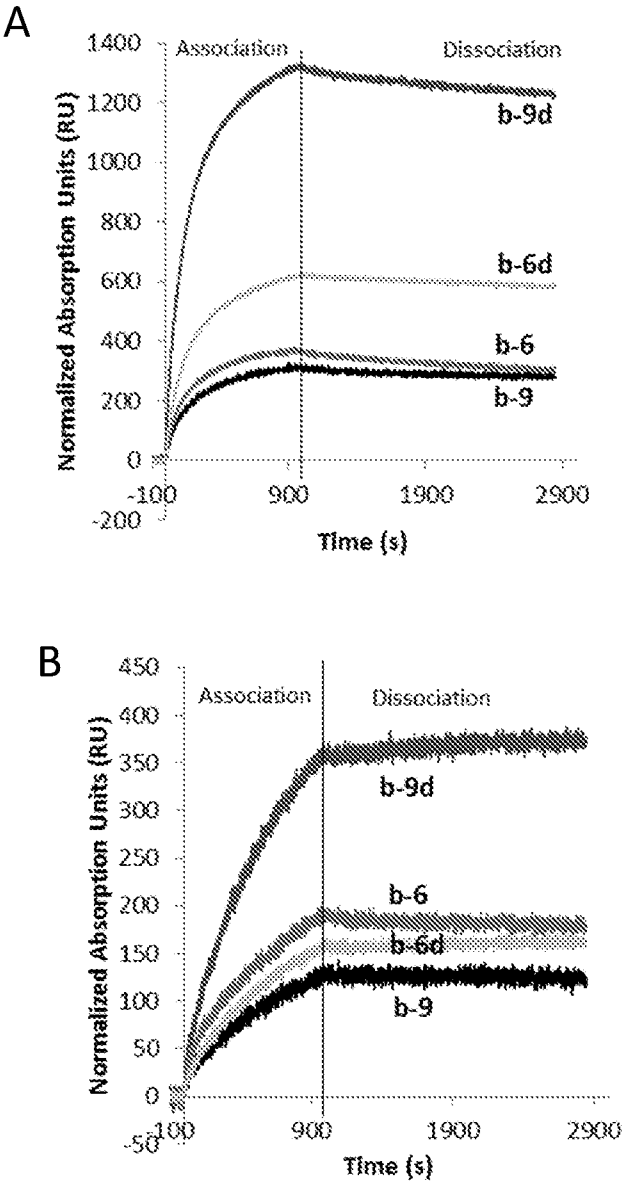 A
Normalized Absorption Units (RU)
1400
1200
1000
800
600
400
200
0
-200
Association
Dissociation
b-9d
b-6d
b-6
b-9
-100
900
1900
2900
Time (s)
B
Normalized Absorption Units (RU)
450
400
350
300
250
200
150
100
50
0
-50
Association
Dissociation
b-9d
b-6
b-6d
b-9
-100
900
1900
2900
Time (s)